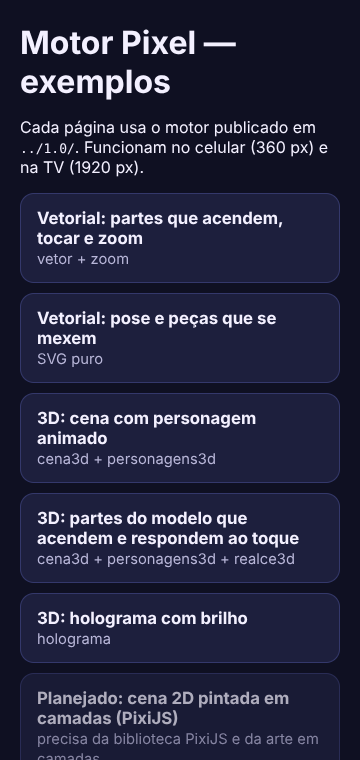 Motor Pixel —
exemplos
Cada página usa o motor publicado em
../1.0/. Funcionam no celular (360 px) e
na TV (1920 px).
Vetorial: partes que acendem,
tocar e zoom
vetor + zoom
Vetorial: pose e peças que se
mexem
SVG puro
3D: cena com personagem
animado
cena3d + personagens3d
3D: partes do modelo que
acendem e respondem ao toque
cena3d + personagens3d + realce3d
3D: holograma com brilho
holograma
Planejado: cena 2D pintada em
camadas (PixiJS)
precisa da biblioteca PixiJS e da arte em
camadas